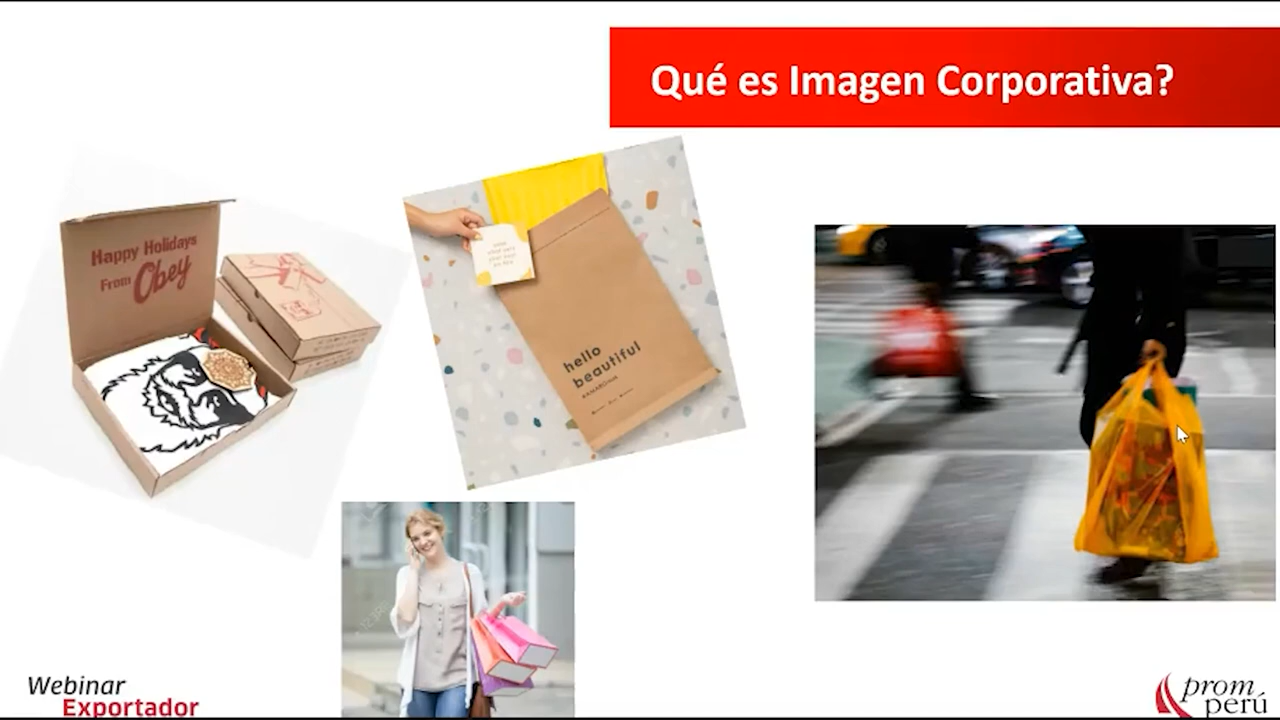 Qué es Imagen Corporativa?
Happy Holidays
From Obey
hello
beautiful
Webinar
Exportador
prom
perú